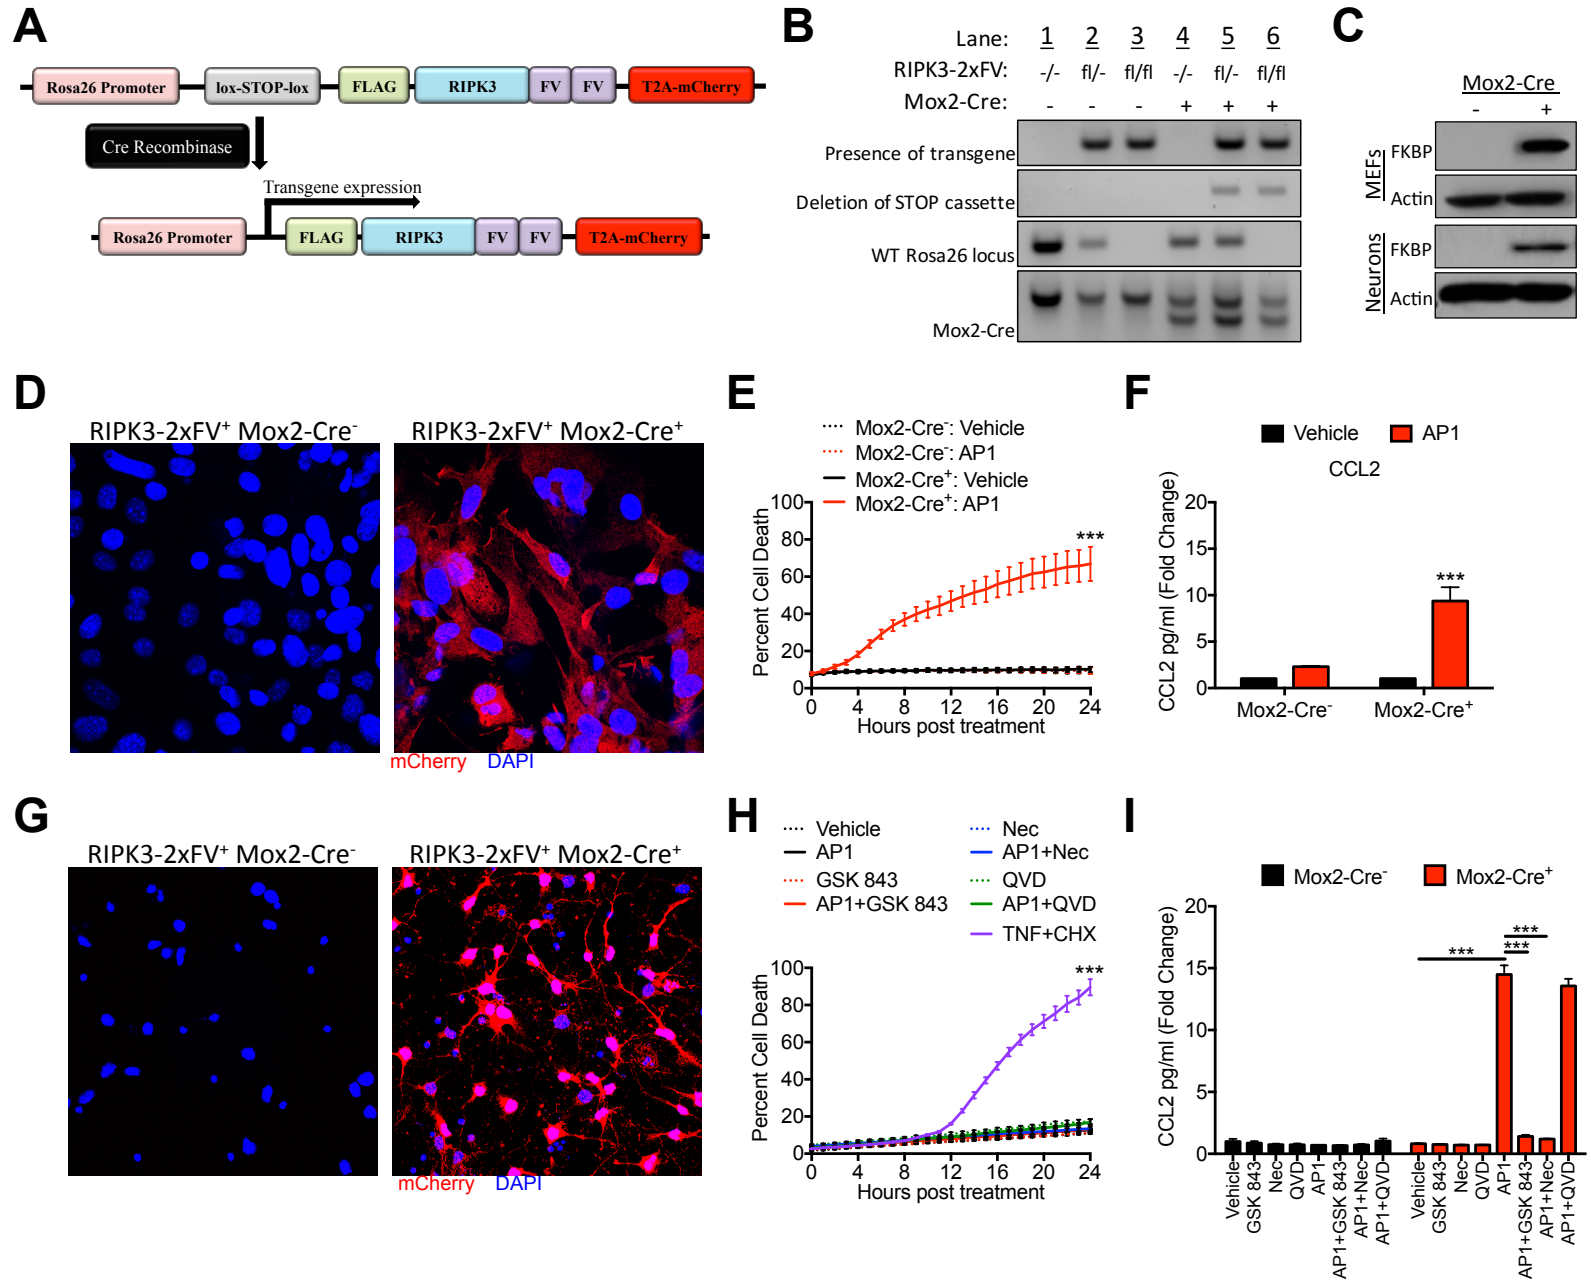 A
Rosa26 Promoter lox-STOP-lox FLAG RIPK3 FV FV T2A-mCherry
Cre Recombinase
Transgene expression
Rosa26 Promoter FLAG RIPK3 FV FV T2A-mCherry
B
Lane: 1 2 3 4 5 6
RIPK3-2xFV: -/- fl/- fl/fl -/- fl/- fl/fl
Mox2-Cre: - - - + + +
Presence of transgene
Deletion of STOP cassette
WT Rosa26 locus
Mox2-Cre
C
Mox2-Cre
- +
MEFs
FKBP
Actin
Neurons
FKBP
Actin
D
RIPK3-2xFV⁺ Mox2-Cre⁻ RIPK3-2xFV⁺ Mox2-Cre⁺
mCherry DAPI
E
Mox2-Cre⁻: Vehicle
Mox2-Cre⁻: AP1
Mox2-Cre⁺: Vehicle
Mox2-Cre⁺: AP1
Percent Cell Death
100
80
60
40
20
0
***
0 4 8 12 16 20 24
Hours post treatment
F
Vehicle AP1
CCL2
CCL2 pg/ml (Fold Change)
20
15
10
5
0
***
Mox2-Cre⁻ Mox2-Cre⁺
G
RIPK3-2xFV⁺ Mox2-Cre⁻ RIPK3-2xFV⁺ Mox2-Cre⁺
mCherry DAPI
H
Vehicle Nec
AP1 AP1+Nec
GSK 843 QVD
AP1+GSK 843 AP1+QVD
TNF+CHX
Percent Cell Death
100
80
60
40
20
0
***
0 4 8 12 16 20 24
Hours post treatment
I
Mox2-Cre⁻ Mox2-Cre⁺
CCL2 pg/ml (Fold Change)
20
15
10
5
0
***
***
***
Vehicle
GSK 843
Nec
QVD
AP1
AP1+GSK 843
AP1+Nec
AP1+QVD
Vehicle
GSK 843
Nec
QVD
AP1
AP1+GSK 843
AP1+Nec
AP1+QVD